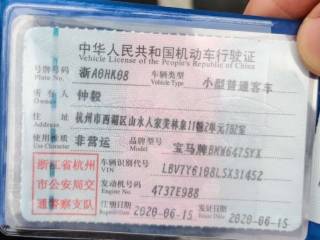 中华人民共和国机动车行驶证
Vehicle License of the People's Republic of China
号牌号码 浙A0HK08 车辆类型 小型普通客车
Plate No. Vehicle Type
所有人 仲毅
Owner
住 址 杭州市西湖区山水人家美林泉11幢2单元702室
Address
使用性质 非营运 品牌型号 宝马牌BMW6475YX
Use Character Model
浙江省杭州 车辆识别代号 LBV7Y6108LSX31452
VIN
市公安局交 发动机号码 4737E988
Engine No.
通警察支队 注册日期 2020-06-15 发证日期 2020-06-15
Register Date Issue Date